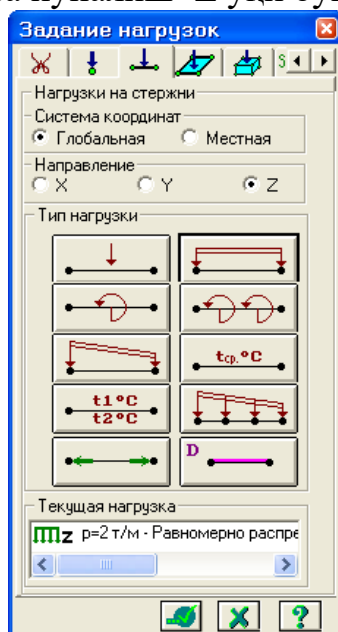 Задание нагрузок
Нагрузки на стержни
Система координат
Глобальная Местная
Направление
X Y Z
Тип нагрузки
tср.°C
t1°C
t2°C
D
Текущая нагрузка
z p=2 т/м - Равномерно распре
?